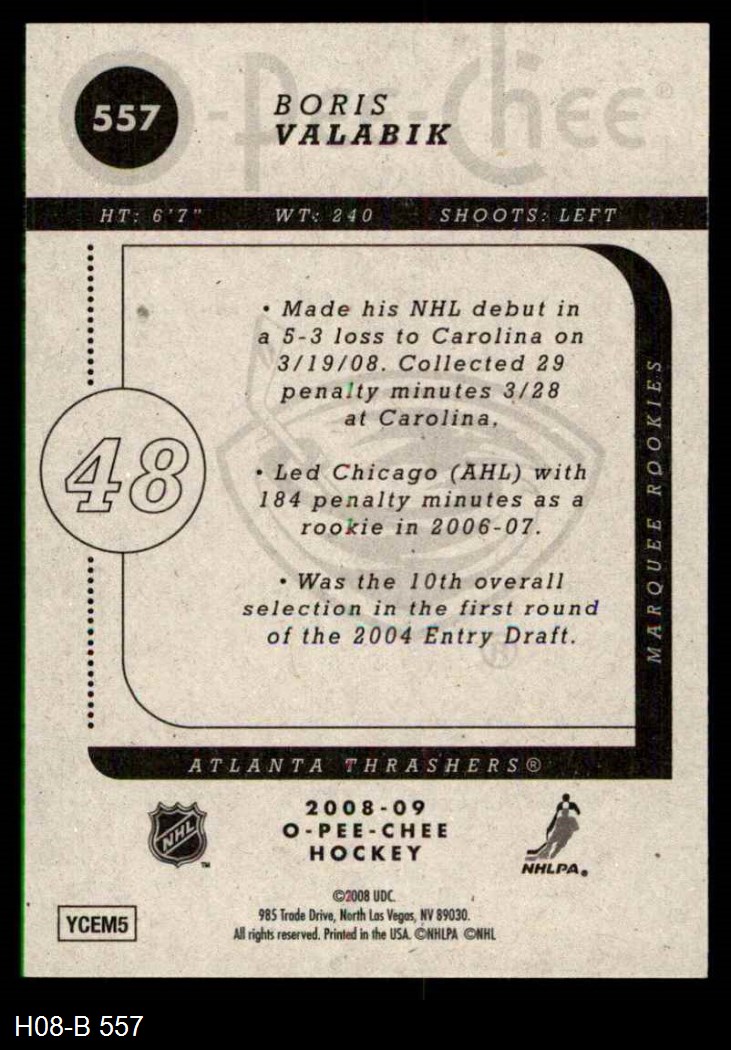 O-Pee-Chee®
557
BORIS
VALABIK
HT: 6'7" WT: 240 SHOOTS: LEFT
• Made his NHL debut in
a 5-3 loss to Carolina on
3/19/08. Collected 29
penalty minutes 3/28
at Carolina.
48
• Led Chicago (AHL) with
184 penalty minutes as a
rookie in 2006-07.
• Was the 10th overall
selection in the first round
of the 2004 Entry Draft.
®
MARQUEE ROOKIES
ATLANTA THRASHERS®
NHL
™
2008-09
O-PEE-CHEE
HOCKEY
NHLPA®
©2008 UDC.
985 Trade Drive, North Las Vegas, NV 89030.
All rights reserved. Printed in the USA. ©NHLPA ©NHL
YCEM5
H08-B 557